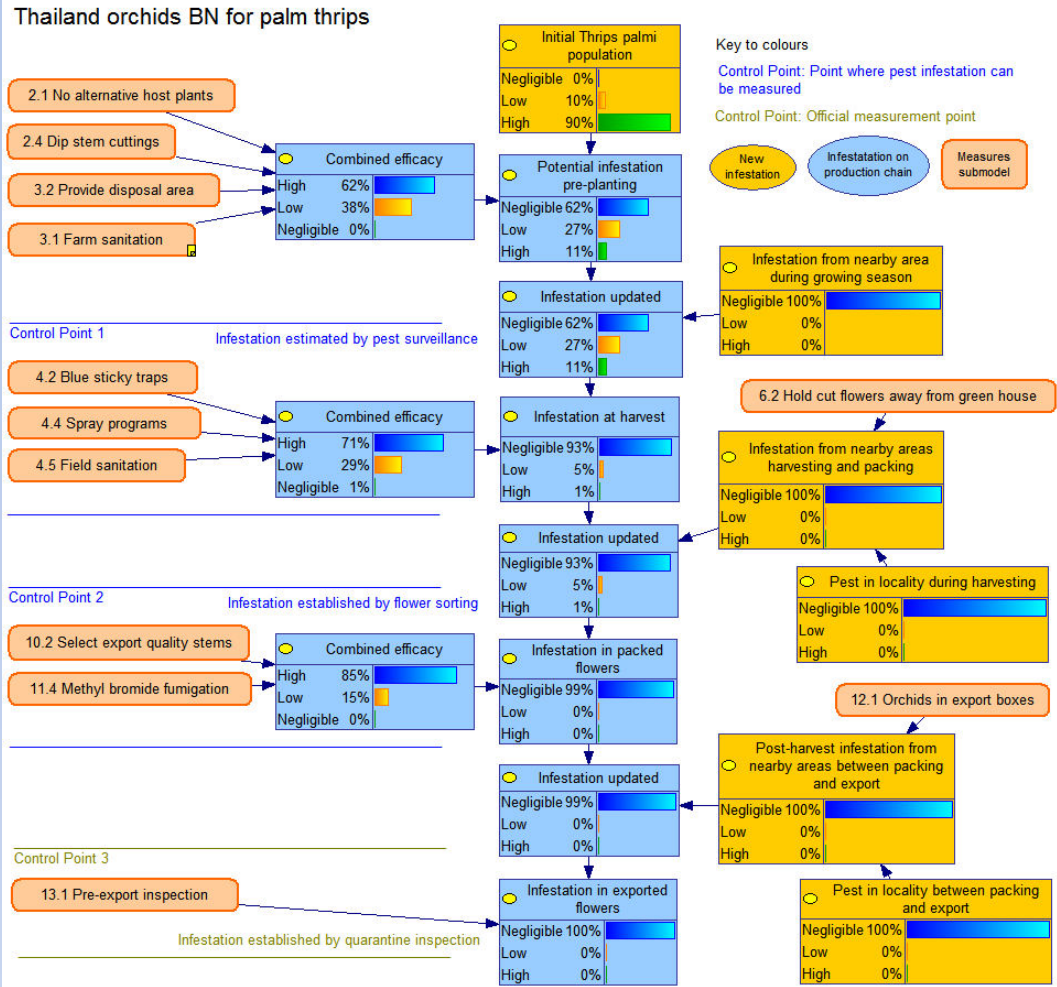 Thailand orchids BN for palm thrips
Initial Thrips palmi
population
Negligible 0%
Low 10%
High 90%
Key to colours
Control Point: Point where pest infestation can
be measured
Control Point: Official measurement point
New
infestation
Infestatation on
production chain
Measures
submodel
2.1 No alternative host plants
2.4 Dip stem cuttings
3.2 Provide disposal area
3.1 Farm sanitation
Combined efficacy
High 62%
Low 38%
Negligible 0%
Potential infestation
pre-planting
Negligible 62%
Low 27%
High 11%
Infestation from nearby area
during growing season
Negligible 100%
Low 0%
High 0%
Infestation updated
Negligible 62%
Low 27%
High 11%
Control Point 1
Infestation estimated by pest surveillance
4.2 Blue sticky traps
4.4 Spray programs
4.5 Field sanitation
Combined efficacy
High 71%
Low 29%
Negligible 1%
Infestation at harvest
Negligible 93%
Low 5%
High 1%
6.2 Hold cut flowers away from green house
Infestation from nearby areas
harvesting and packing
Negligible 100%
Low 0%
High 0%
Infestation updated
Negligible 93%
Low 5%
High 1%
Pest in locality during harvesting
Negligible 100%
Low 0%
High 0%
Control Point 2
Infestation established by flower sorting
10.2 Select export quality stems
11.4 Methyl bromide fumigation
Combined efficacy
High 85%
Low 15%
Negligible 0%
Infestation in packed
flowers
Negligible 99%
Low 0%
High 0%
12.1 Orchids in export boxes
Post-harvest infestation from
nearby areas between packing
and export
Negligible 100%
Low 0%
High 0%
Infestation updated
Negligible 99%
Low 0%
High 0%
Control Point 3
13.1 Pre-export inspection
Infestation established by quarantine inspection
Infestation in exported
flowers
Negligible 100%
Low 0%
High 0%
Pest in locality between packing
and export
Negligible 100%
Low 0%
High 0%